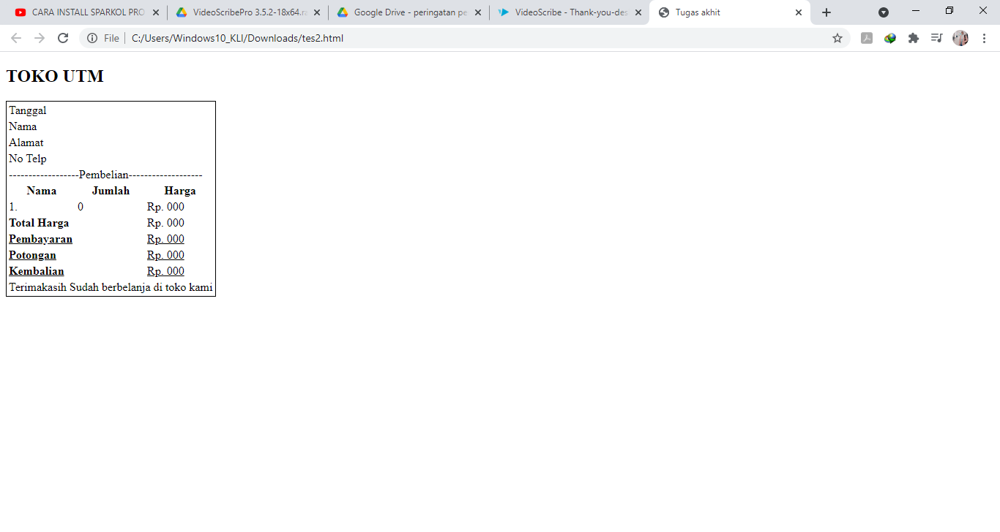 CARA INSTALL SPARKOL PRO
VideoScribePro 3.5.2-18x64.ra
Google Drive - peringatan pe
VideoScribe - Thank-you-des
Tugas akhit
File
C:/Users/Windows10_KLI/Downloads/tes2.html
TOKO UTM
Tanggal
Nama
Alamat
No Telp
------------------Pembelian-------------------
Nama Jumlah Harga
1. 0 Rp. 000
Total Harga Rp. 000
Pembayaran Rp. 000
Potongan Rp. 000
Kembalian Rp. 000
Terimakasih Sudah berbelanja di toko kami